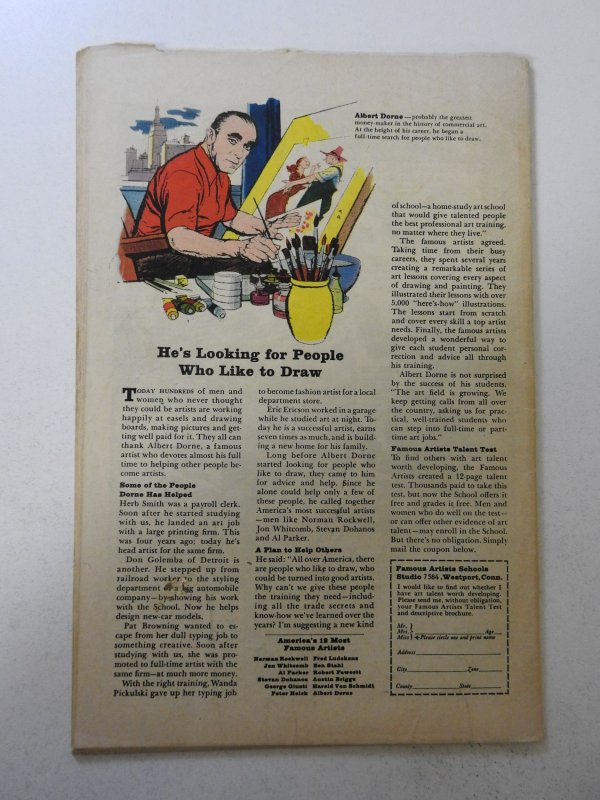 Albert Dorne — probably the greatest
money-maker in the history of commercial art.
At the height of his career, he began a
full-time search for people who like to draw.
He's Looking for People
Who Like to Draw
TODAY HUNDREDS of men and
women who never thought
they could be artists are working
happily at easels and drawing
boards, making pictures and get-
ting well paid for it. They all can
thank Albert Dorne, a famous
artist who devotes almost his full
time to helping other people be-
come artists.
Some of the People
Dorne Has Helped
Herb Smith was a payroll clerk.
Soon after he started studying
with us, he landed an art job
with a large printing firm. This
was four years ago; today he's
head artist for the same firm.
Don Golemba of Detroit is
another. He stepped up from
railroad worker to the styling
department of a big automobile
company—by showing his work
with the School. Now he helps
design new-car models.
Pat Browning wanted to es-
cape from her dull typing job to
something creative. Soon after
studying with us, she was pro-
moted to full-time artist with the
same firm—at much more money.
With the right training, Wanda
Pickulski gave up her typing job
to become fashion artist for a local
department store.
Eric Ericson worked in a garage
while he studied art at night. To-
day he is a successful artist, earns
seven times as much, and is build-
ing a new home for his family.
Long before Albert Dorne
started looking for people who
like to draw, they came to him
for advice and help. Since he
alone could help only a few of
these people, he called together
America's most successful artists
—men like Norman Rockwell,
Jon Whitcomb, Stevan Dohanos
and Al Parker.
A Plan to Help Others
He said: "All over America, there
are people who like to draw, who
could be turned into good artists.
Why can't we give these people
the training they need—includ-
ing all the trade secrets and
know-how we've learned over the
years? I'm suggesting a new kind
America's 12 Most
Famous Artists
Norman Rockwell Fred Ludekens
Jon Whitcomb Ben Stahl
Al Parker Robert Fawcett
Stevan Dohanos Austin Briggs
George Giusti Harold Von Schmidt
Peter Helck Albert Dorne
of school—a home-study art school
that would give talented people
the best professional art training,
no matter where they live."
The famous artists agreed.
Taking time from their busy
careers, they spent several years
creating a remarkable series of
art lessons covering every aspect
of drawing and painting. They
illustrated their lessons with over
5,000 "here's-how" illustrations.
The lessons start from scratch
and cover every skill a top artist
needs. Finally, the famous artists
developed a wonderful way to
give each student personal cor-
rection and advice all through
his training.
Albert Dorne is not surprised
by the success of his students.
"The art field is growing. We
keep getting calls from all over
the country, asking us for prac-
tical, well-trained students who
can step into full-time or part-
time art jobs."
Famous Artists Talent Test
To find others with art talent
worth developing, the Famous
Artists created a 12-page talent
test. Thousands paid to take this
test, but now the School offers it
free and grades it free. Men and
women who do well on the test—
or can offer other evidence of art
talent—may enroll in the School.
But there's no obligation. Simply
mail the coupon below.
Famous Artists Schools
Studio 7384, Westport, Conn.
I would like to find out whether I
have art talent worth developing.
Please send me, without obligation,
your Famous Artists Talent Test
and descriptive brochure.
Mr.
Mrs. Age
Miss Please circle one and print name
Address
City Zone
County State